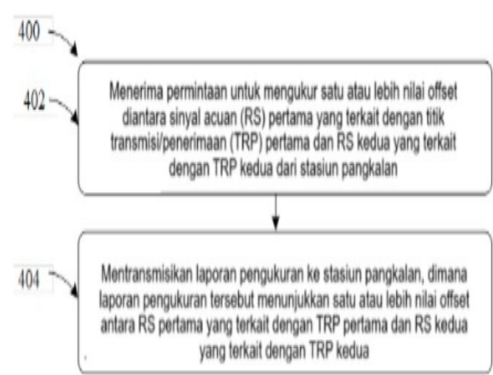 400
402
Menerima permintaan untuk mengukur satu atau lebih nilai offset
diantara sinyal acuan (RS) pertama yang terkait dengan titik
transmisi/penerimaan (TRP) pertama dan RS kedua yang terkait
dengan TRP kedua dari stasiun pangkalan
404
Mentransmisikan laporan pengukuran ke stasiun pangkalan, dimana
laporan pengukuran tersebut menunjukkan satu atau lebih nilai offset
antara RS pertama yang terkait dengan TRP pertama dan RS kedua
yang terkait dengan TRP kedua